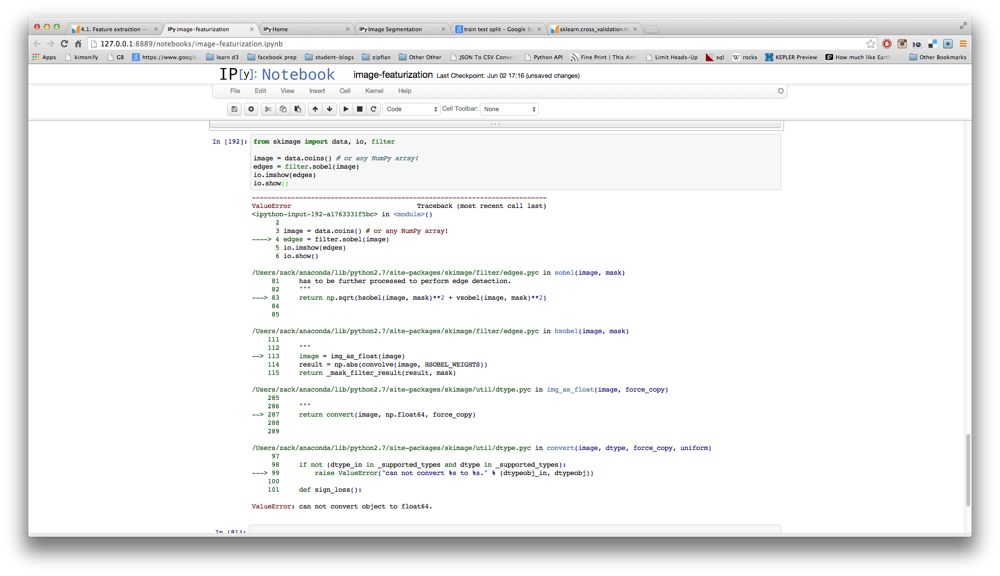 4.1. Feature extraction —
IPy image-featurization
IPy Home
IPy Image Segmentation
train test split – Google Se
sklearn.cross_validation.t
127.0.0.1:8889/notebooks/image-featurization.ipynb
Apps kimonify GB https://www.google learn d3 facebook prep student-blogs zipfian Other Other JSON To CSV Conver Python API Fine Print | This Am Limit Heads-Up sql rocks KEPLER Preview How much like Eart Other Bookmarks
IP[y]: Notebook image-featurization Last Checkpoint: Jun 02 17:16 (unsaved changes)
File Edit View Insert Cell Kernel Help
Code Cell Toolbar: None
In [192]: from skimage import data, io, filter
image = data.coins() # or any NumPy array!
edges = filter.sobel(image)
io.imshow(edges)
io.show()
---------------------------------------------------------------------------
ValueError Traceback (most recent call last)
<ipython-input-192-a1763331f5bc> in <module>()
2
3 image = data.coins() # or any NumPy array!
----> 4 edges = filter.sobel(image)
5 io.imshow(edges)
6 io.show()
/Users/zack/anaconda/lib/python2.7/site-packages/skimage/filter/edges.pyc in sobel(image, mask)
81 has to be further processed to perform edge detection.
82 """
---> 83 return np.sqrt(hsobel(image, mask)**2 + vsobel(image, mask)**2)
84
85
/Users/zack/anaconda/lib/python2.7/site-packages/skimage/filter/edges.pyc in hsobel(image, mask)
111
112 """
--> 113 image = img_as_float(image)
114 result = np.abs(convolve(image, HSOBEL_WEIGHTS))
115 return _mask_filter_result(result, mask)
/Users/zack/anaconda/lib/python2.7/site-packages/skimage/util/dtype.pyc in img_as_float(image, force_copy)
285
286 """
--> 287 return convert(image, np.float64, force_copy)
288
289
/Users/zack/anaconda/lib/python2.7/site-packages/skimage/util/dtype.pyc in convert(image, dtype, force_copy, uniform)
97
98 if not (dtype_in in _supported_types and dtype in _supported_types):
---> 99 raise ValueError("can not convert %s to %s." % (dtypeobj_in, dtypeobj))
100
101 def sign_loss():
ValueError: can not convert object to float64.
In [81]: